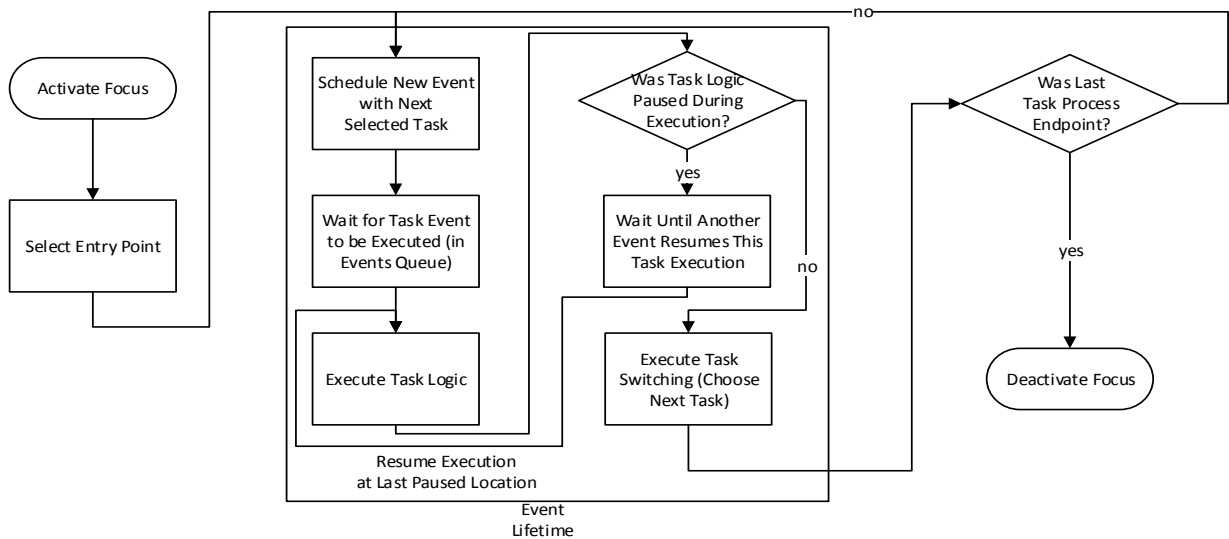 no
Activate Focus
Select Entry Point
Schedule New Event
with Next
Selected Task
Wait for Task Event
to be Executed (in
Events Queue)
Execute Task Logic
Was Task Logic
Paused During
Execution?
yes
no
Wait Until Another
Event Resumes This
Task Execution
Execute Task
Switching (Choose
Next Task)
Resume Execution
at Last Paused Location
Event
Lifetime
Was Last
Task Process
Endpoint?
yes
Deactivate Focus